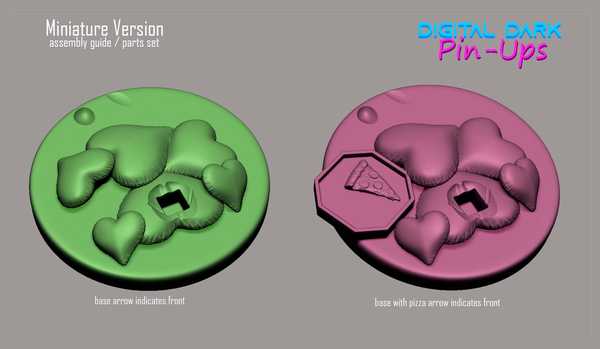 Miniature Version
assembly guide / parts set
DIGITAL DARK
Pin-Ups
base arrow indicates front
base with pizza arrow indicates front